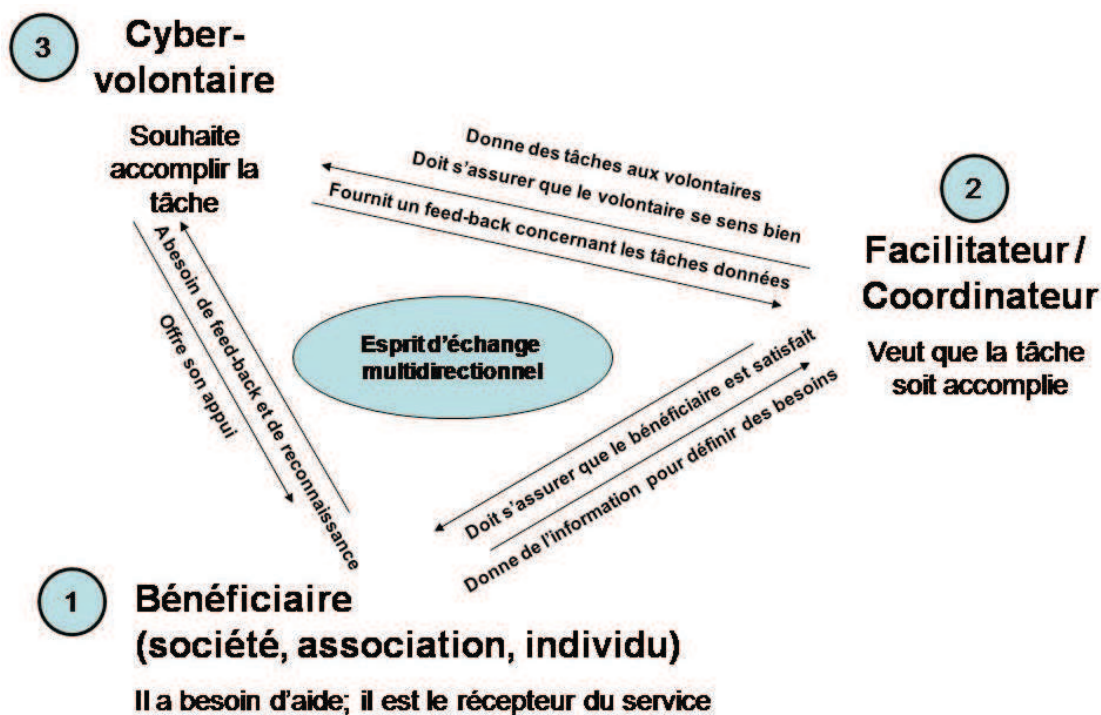 3
Cyber-
volontaire
Souhaite
accomplir la
tâche
Donne des tâches aux volontaires
Doit s'assurer que le volontaire se sens bien
Fournit un feed-back concernant les tâches données
2
Facilitateur /
Coordinateur
Veut que la tâche
soit accomplie
A besoin de feed-back et de reconnaissance
Offre son appui
Esprit d'échange
multidirectionnel
Doit s'assurer que le bénéficiaire est satisfait
Donne de l'information pour définir des besoins
1
Bénéficiaire
(société, association, individu)
Il a besoin d'aide; il est le récepteur du service